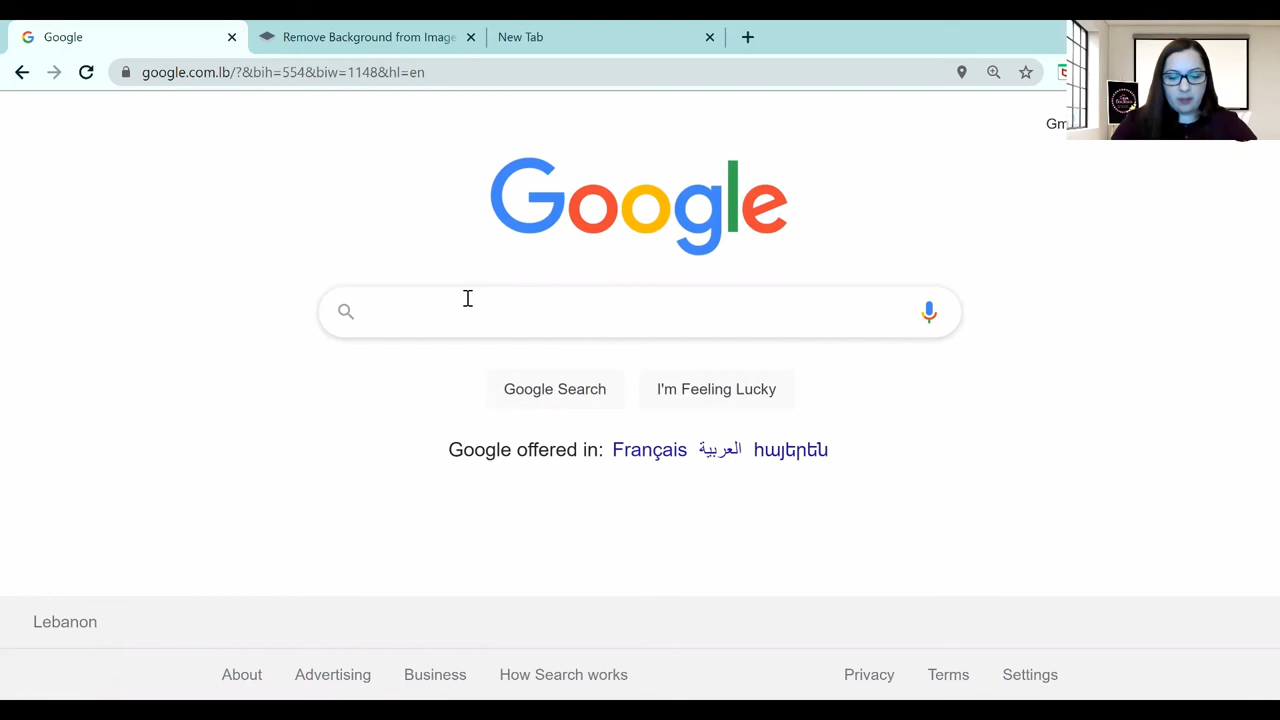 Google
Remove Background from Image
New Tab
google.com.lb/?&bih=554&biw=1148&hl=en
Gm
Google
Google Search
I'm Feeling Lucky
Google offered in: Français العربية հայերեն
Lebanon
About
Advertising
Business
How Search works
Privacy
Terms
Settings